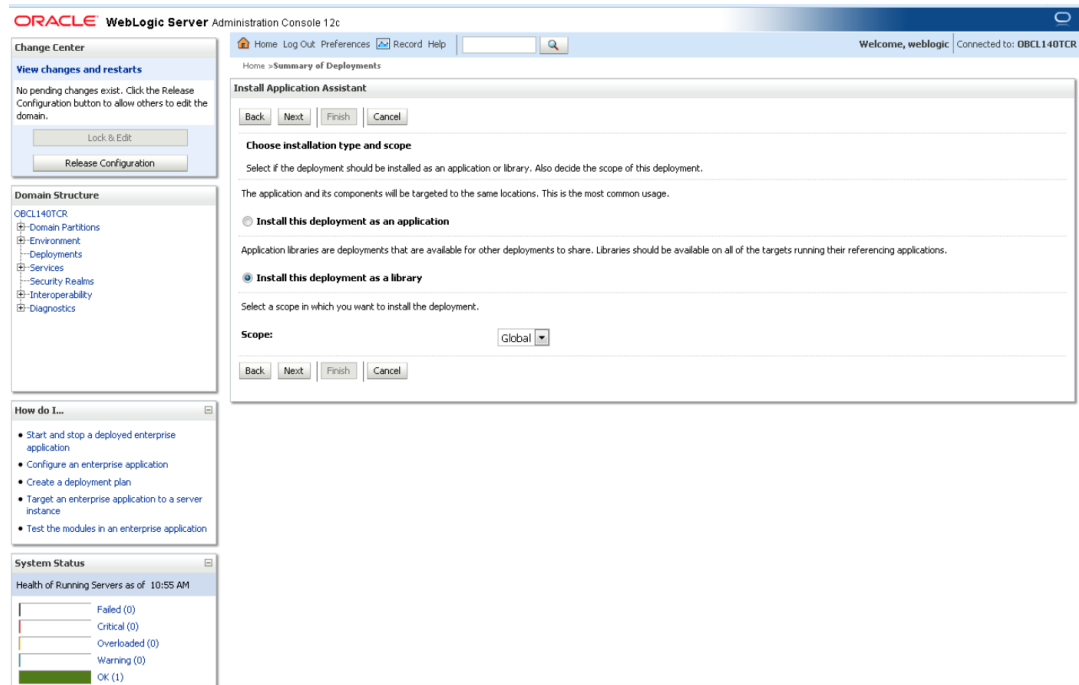 ORACLE WebLogic Server Administration Console 12c
Change Center
View changes and restarts
No pending changes exist. Click the Release
Configuration button to allow others to edit the
domain.
Lock & Edit
Release Configuration
Domain Structure
OBCL140TCR
Domain Partitions
Environment
Deployments
Services
Security Realms
Interoperability
Diagnostics
How do I...
Start and stop a deployed enterprise
application
Configure an enterprise application
Create a deployment plan
Target an enterprise application to a server
instance
Test the modules in an enterprise application
System Status
Health of Running Servers as of 10:55 AM
Failed (0)
Critical (0)
Overloaded (0)
Warning (0)
OK (1)
Home Log Out Preferences Record Help
Welcome, weblogic Connected to: OBCL140TCR
Home >Summary of Deployments
Install Application Assistant
Back Next Finish Cancel
Choose installation type and scope
Select if the deployment should be installed as an application or library. Also decide the scope of this deployment.
The application and its components will be targeted to the same locations. This is the most common usage.
Install this deployment as an application
Application libraries are deployments that are available for other deployments to share. Libraries should be available on all of the targets running their referencing applications.
Install this deployment as a library
Select a scope in which you want to install the deployment.
Scope: Global
Back Next Finish Cancel